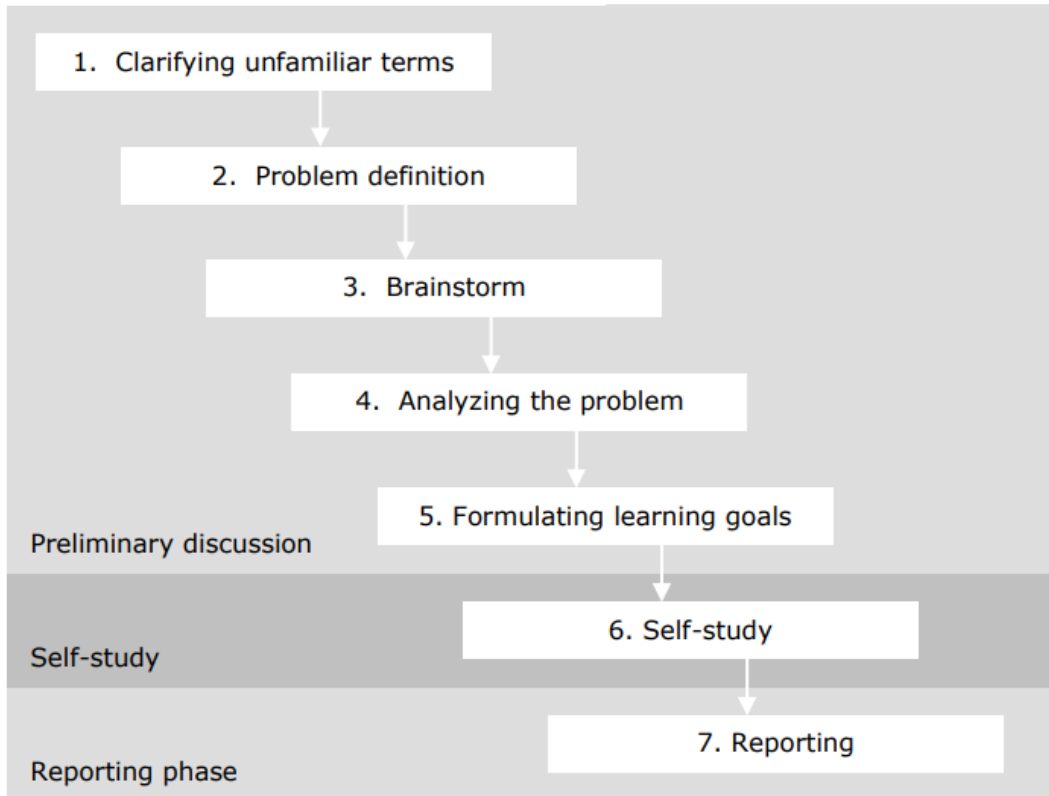 1. Clarifying unfamiliar terms
2. Problem definition
3. Brainstorm
4. Analyzing the problem
5. Formulating learning goals
Preliminary discussion
6. Self-study
Self-study
7. Reporting
Reporting phase